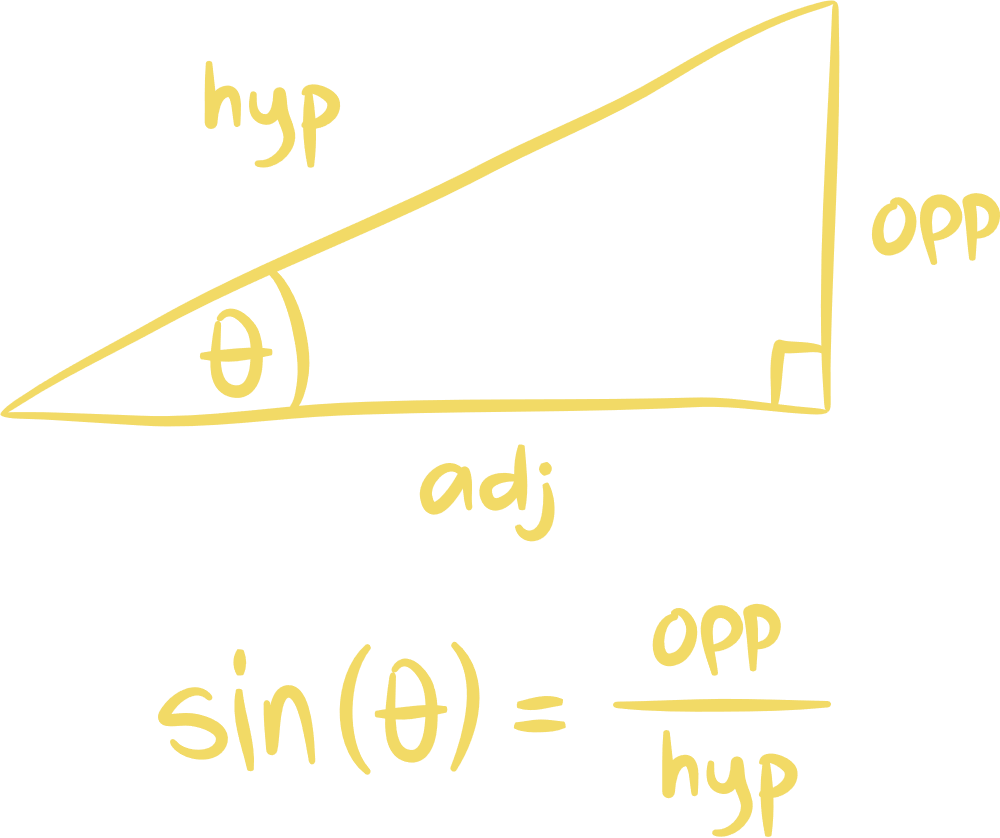 hyp
opp
θ
adj
sin(θ) = opp/hyp